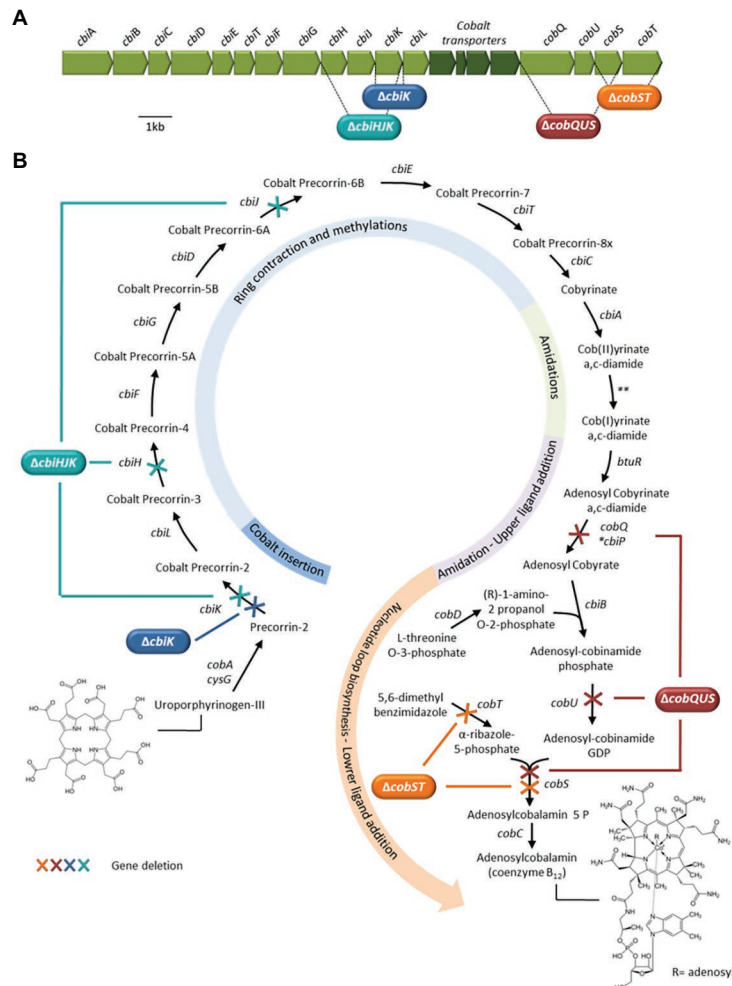 A
cbiA
cbiB
cbiC
cbiD
cbiE
cbiT
cbiF
cbiG
cbiH
cbiJ
cbiK
cbiL
Cobalt
transporters
cobQ
cobU
cobS
cobT
ΔcbiK
ΔcobST
ΔcbiHJK
ΔcobQUS
1kb
B
Cobalt Precorrin-6B
cbiE
Cobalt Precorrin-7
cbiJ
cbiT
Cobalt Precorrin-6A
Cobalt Precorrin-8x
cbiD
cbiC
Cobalt Precorrin-5B
Cobyrinate
cbiG
cbiA
Cobalt Precorrin-5A
Cob(II)yrinate
a,c-diamide
cbiF
**
Cobalt Precorrin-4
Cob(I)yrinate
a,c-diamide
ΔcbiHJK
cbiH
btuR
Cobalt Precorrin-3
Adenosyl Cobyrinate
a,c-diamide
cbiL
cobQ
*cbiP
Cobalt Precorrin-2
Adenosyl Cobyrate
cbiK
cbiB
Precorrin-2
ΔcbiK
cobA
cysG
Uroporphyrinogen-III
Ring contraction and methylations
Cobalt insertion
Amidations
Amidation - Upper ligand addition
Nucleotide loop biosynthesis - Lowrer ligand addition
(R)-1-amino-
2 propanol
O-2-phosphate
cobD
L-threonine
O-3-phosphate
Adenosyl-cobinamide
phosphate
5,6-dimethyl
benzimidazole
cobT
cobU
ΔcobQUS
α-ribazole-
5-phosphate
Adenosyl-cobinamide
GDP
ΔcobST
cobS
Adenosylcobalamin 5 P
cobC
Adenosylcobalamin
(coenzyme B12)
Gene deletion
R= adenosyl